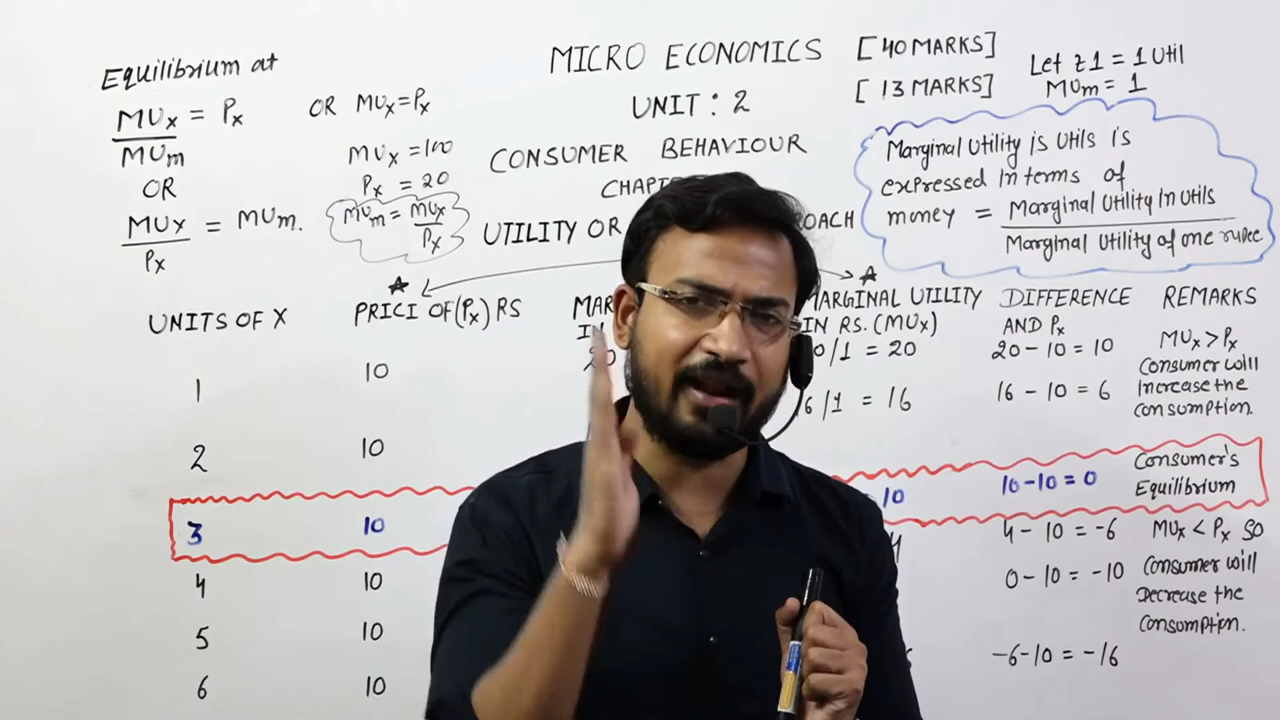 MICRO ECONOMICS [40 MARKS]
UNIT : 2 [13 MARKS]
CONSUMER BEHAVIOUR
UTILITY OR
Equilibrium at
MUx / MUm = Px OR MUx = Px
OR
MUx / Px = MUm.
MUx = 100
Px = 20
MUm = MUx / Px
Let ₹1 = 1 Util
MUm = 1
Marginal Utility is Utils is
expressed In terms of
money = Marginal Utility In Utils / Marginal Utility of one rupee
UNITS OF X
PRICE OF (Px) RS
MARGINAL UTILITY
IN RS. (MUx)
DIFFERENCE
AND Px
REMARKS
1 10 20 0/1 = 20 20 - 10 = 10
2 10 6/1 = 16 16 - 10 = 6
MUx > Px
Consumer will
Increase the
consumption.
3 10 10 10 - 10 = 0
Consumer's
Equilibrium
4 10 4 4 - 10 = -6
5 10 0 - 10 = -10
6 10 -6 - 10 = -16
MUx < Px so
Consumer will
Decrease the
Consumption.